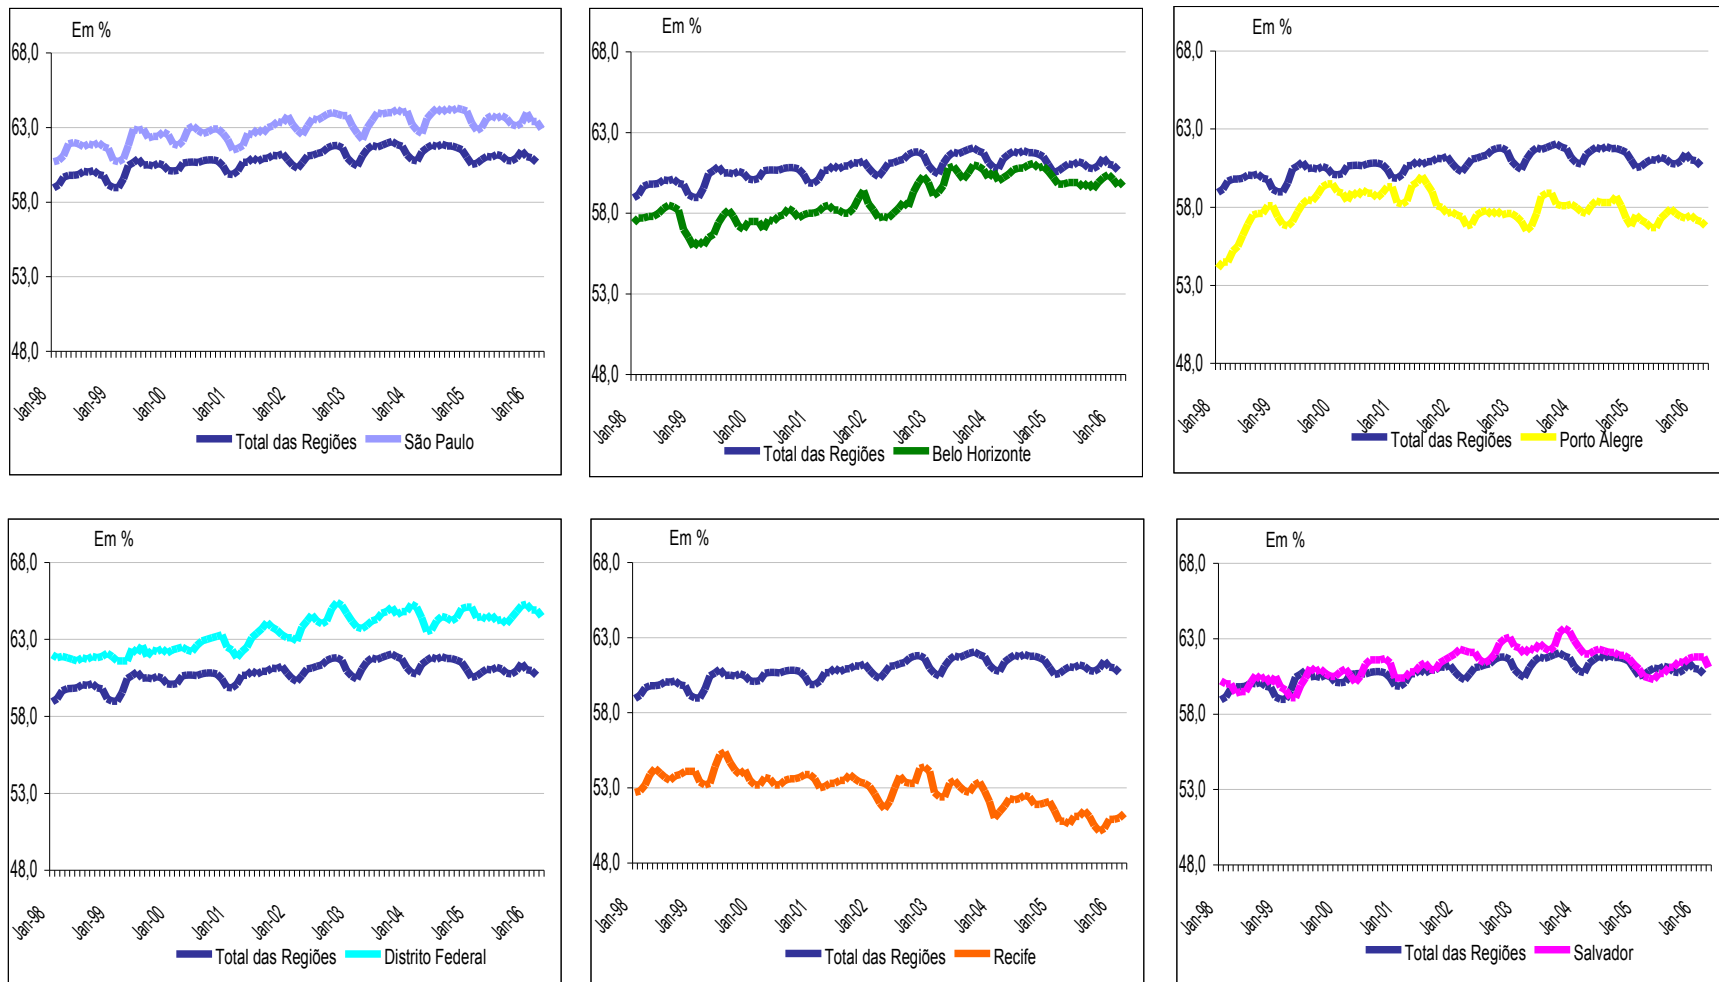 Em %
68,0
63,0
58,0
53,0
48,0
Jan-98 Jan-99 Jan-00 Jan-01 Jan-02 Jan-03 Jan-04 Jan-05 Jan-06
Total das Regiões São Paulo
Em %
68,0
63,0
58,0
53,0
48,0
Jan-98 Jan-99 Jan-00 Jan-01 Jan-02 Jan-03 Jan-04 Jan-05 Jan-06
Total das Regiões Belo Horizonte
Em %
68,0
63,0
58,0
53,0
48,0
Jan-98 Jan-99 Jan-00 Jan-01 Jan-02 Jan-03 Jan-04 Jan-05 Jan-06
Total das Regiões Porto Alegre
Em %
68,0
63,0
58,0
53,0
48,0
Jan-98 Jan-99 Jan-00 Jan-01 Jan-02 Jan-03 Jan-04 Jan-05 Jan-06
Total das Regiões Distrito Federal
Em %
68,0
63,0
58,0
53,0
48,0
Jan-98 Jan-99 Jan-00 Jan-01 Jan-02 Jan-03 Jan-04 Jan-05 Jan-06
Total das Regiões Recife
Em %
68,0
63,0
58,0
53,0
48,0
Jan-98 Jan-99 Jan-00 Jan-01 Jan-02 Jan-03 Jan-04 Jan-05 Jan-06
Total das Regiões Salvador